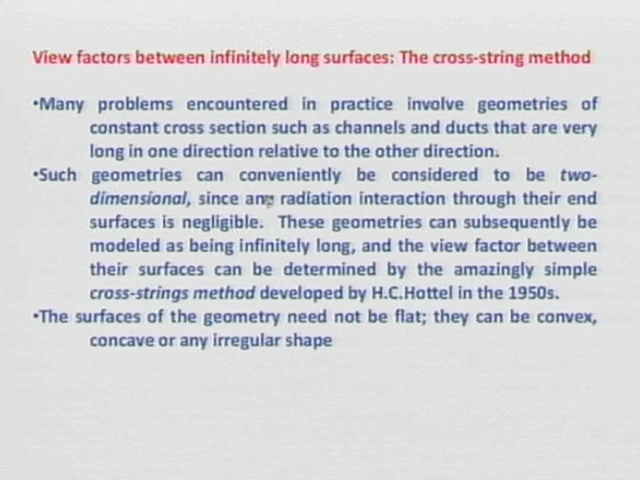 View factors between infinitely long surfaces: The cross-string method
•Many problems encountered in practice involve geometries of
constant cross section such as channels and ducts that are very
long in one direction relative to the other direction.
•Such geometries can conveniently be considered to be two-
dimensional, since any radiation interaction through their end
surfaces is negligible. These geometries can subsequently be
modeled as being infinitely long, and the view factor between
their surfaces can be determined by the amazingly simple
cross-strings method developed by H.C.Hottel in the 1950s.
•The surfaces of the geometry need not be flat; they can be convex,
concave or any irregular shape